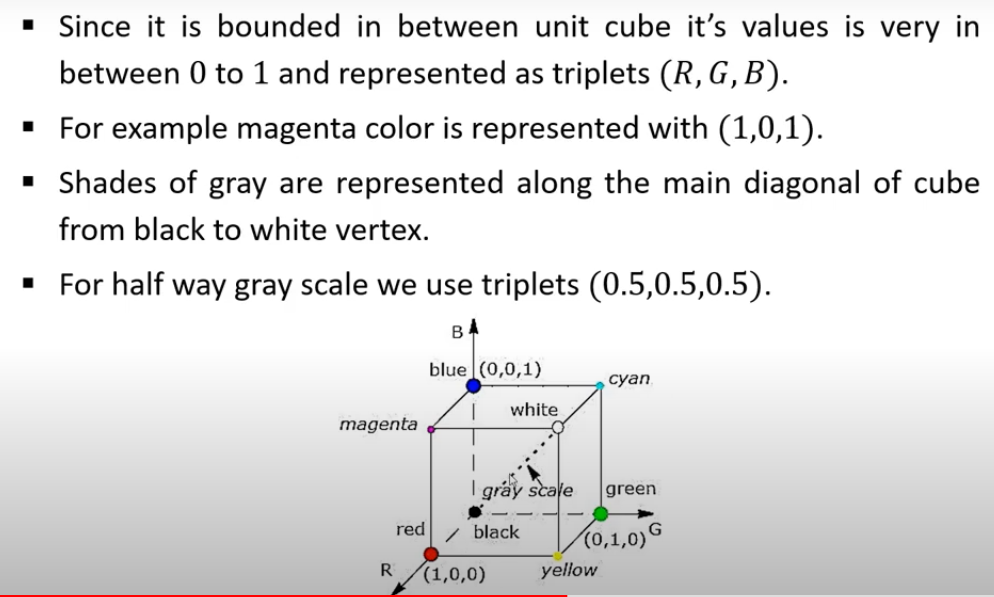 ▪ Since it is bounded in between unit cube it's values is very in
between 0 to 1 and represented as triplets (R, G, B).
▪ For example magenta color is represented with (1,0,1).
▪ Shades of gray are represented along the main diagonal of cube
from black to white vertex.
▪ For half way gray scale we use triplets (0.5,0.5,0.5).
B
blue (0,0,1)
cyan
white
magenta
gray scale
green
red
black
(0,1,0) G
R
(1,0,0)
yellow